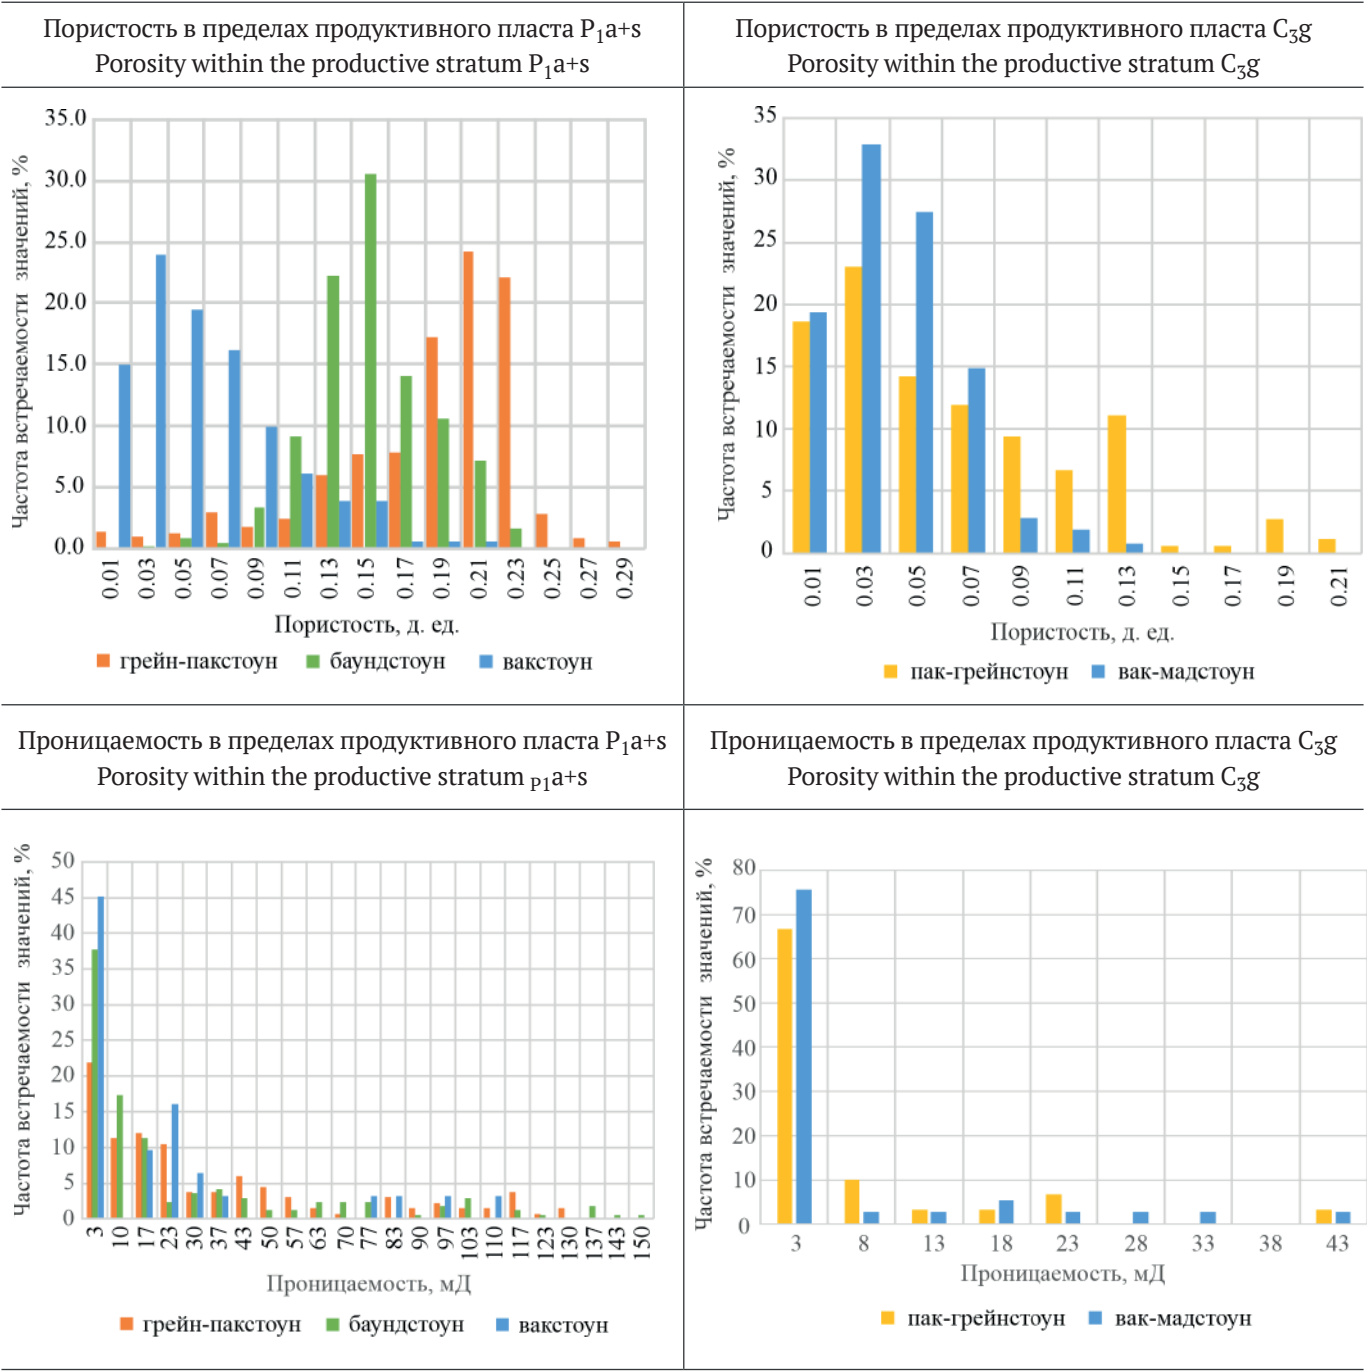 Пористость в пределах продуктивного пласта P₁a+s
Porosity within the productive stratum P₁a+s
Пористость в пределах продуктивного пласта C₃g
Porosity within the productive stratum C₃g
Частота встречаемости значений, %
35.0
30.0
25.0
20.0
15.0
10.0
5.0
0.0
0.01 0.03 0.05 0.07 0.09 0.11 0.13 0.15 0.17 0.19 0.21 0.23 0.25 0.27 0.29
Пористость, д. ед.
грейн-пакстоун баундстоун вакстоун
Частота встречаемости значений, %
35
30
25
20
15
10
5
0
0.01 0.03 0.05 0.07 0.09 0.11 0.13 0.15 0.17 0.19 0.21
Пористость, д. ед.
пак-грейнстоун вак-мадстоун
Проницаемость в пределах продуктивного пласта P₁a+s
Porosity within the productive stratum P1a+s
Проницаемость в пределах продуктивного пласта C₃g
Porosity within the productive stratum C₃g
Частота встречаемости значений, %
50
45
40
35
30
25
20
15
10
5
0
3 10 17 23 30 37 43 50 57 63 70 77 83 90 97 103 110 117 123 130 137 143 150
Проницаемость, мД
грейн-пакстоун баундстоун вакстоун
Частота встречаемости значений, %
80
70
60
50
40
30
20
10
0
3 8 13 18 23 28 33 38 43
Проницаемость, мД
пак-грейнстоун вак-мадстоун